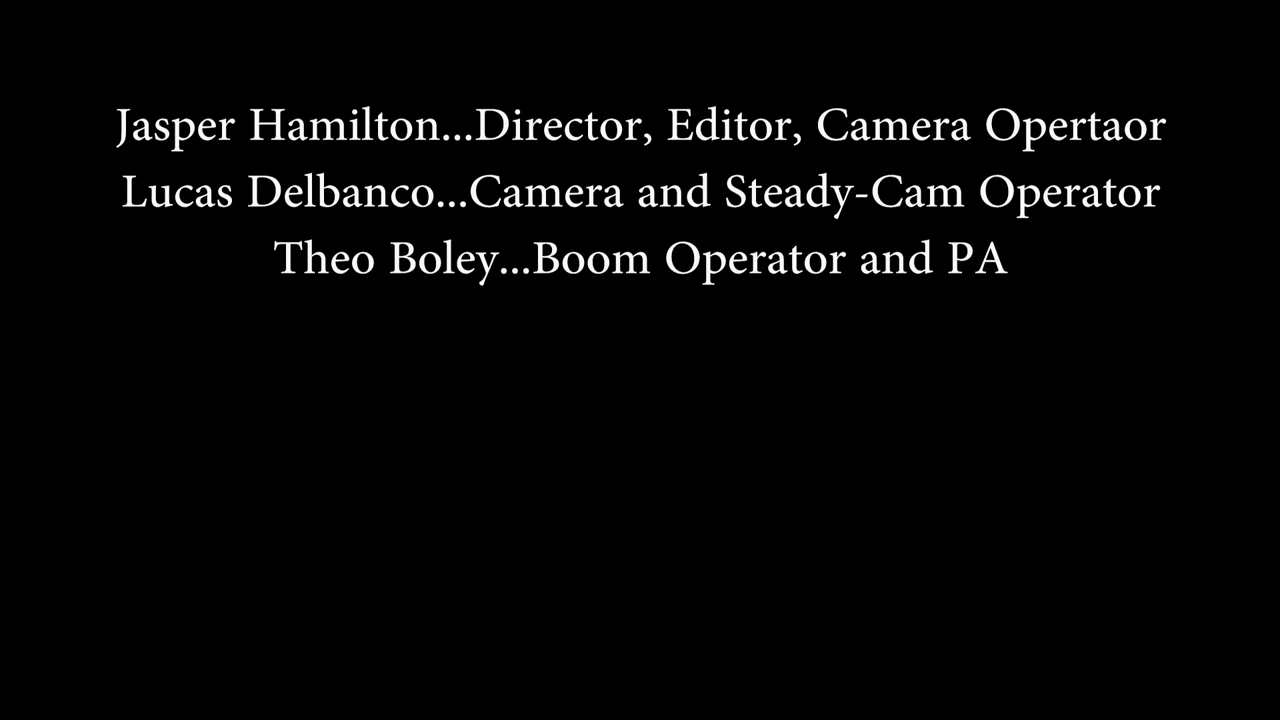 Jasper Hamilton...Director, Editor, Camera Opertaor
Lucas Delbanco...Camera and Steady-Cam Operator
Theo Boley...Boom Operator and PA